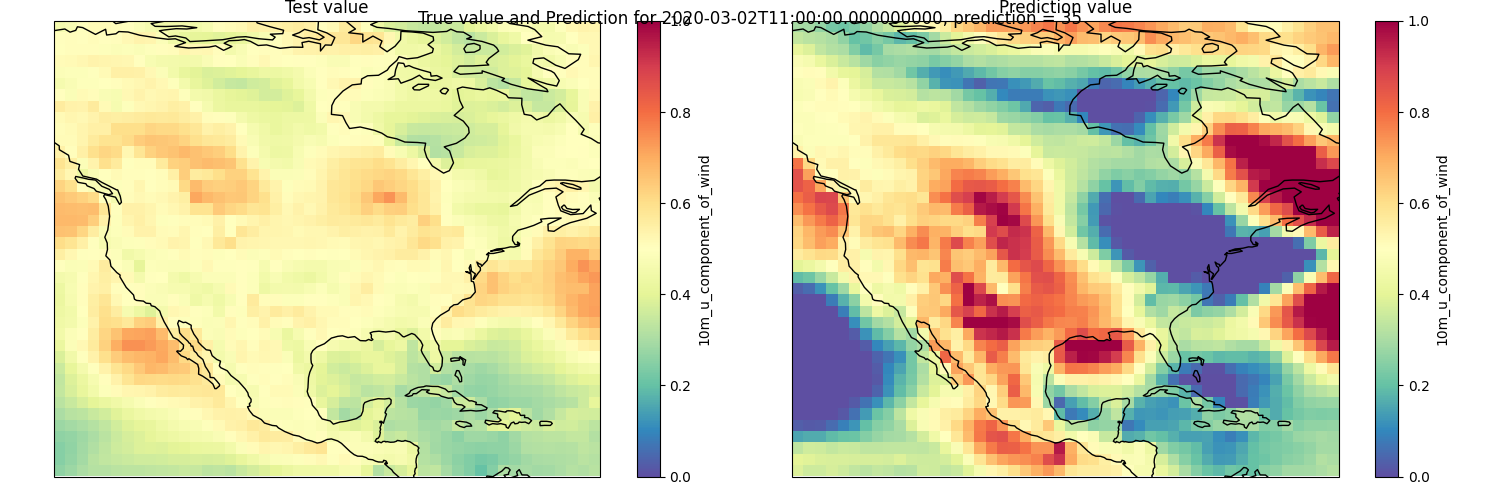 Test value
True value and Prediction for 2020-03-02T11:00:00.000000000, prediction = 35
Prediction value
1.0
0.8
0.6
0.4
0.2
0.0
10m_u_component_of_wind
1.0
0.8
0.6
0.4
0.2
0.0
10m_u_component_of_wind